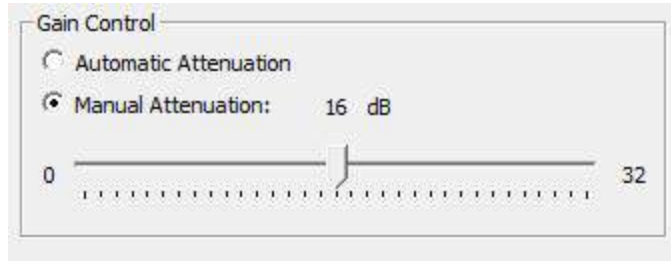 Gain Control
Automatic Attenuation
Manual Attenuation: 16 dB
0 32